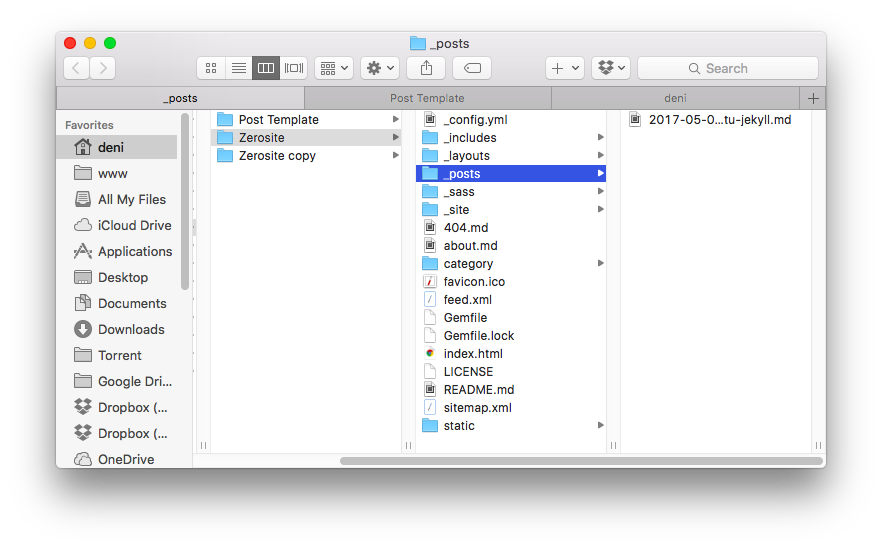 _posts
Search
_posts
Post Template
deni
Favorites
deni
www
All My Files
iCloud Drive
Applications
Desktop
Documents
Downloads
Torrent
Google Dri...
Dropbox (...
Dropbox (...
OneDrive
Post Template
Zerosite
Zerosite copy
_config.yml
_includes
_layouts
_posts
_sass
_site
404.md
about.md
category
favicon.ico
feed.xml
Gemfile
Gemfile.lock
index.html
LICENSE
README.md
sitemap.xml
static
2017-05-0...tu-jekyll.md